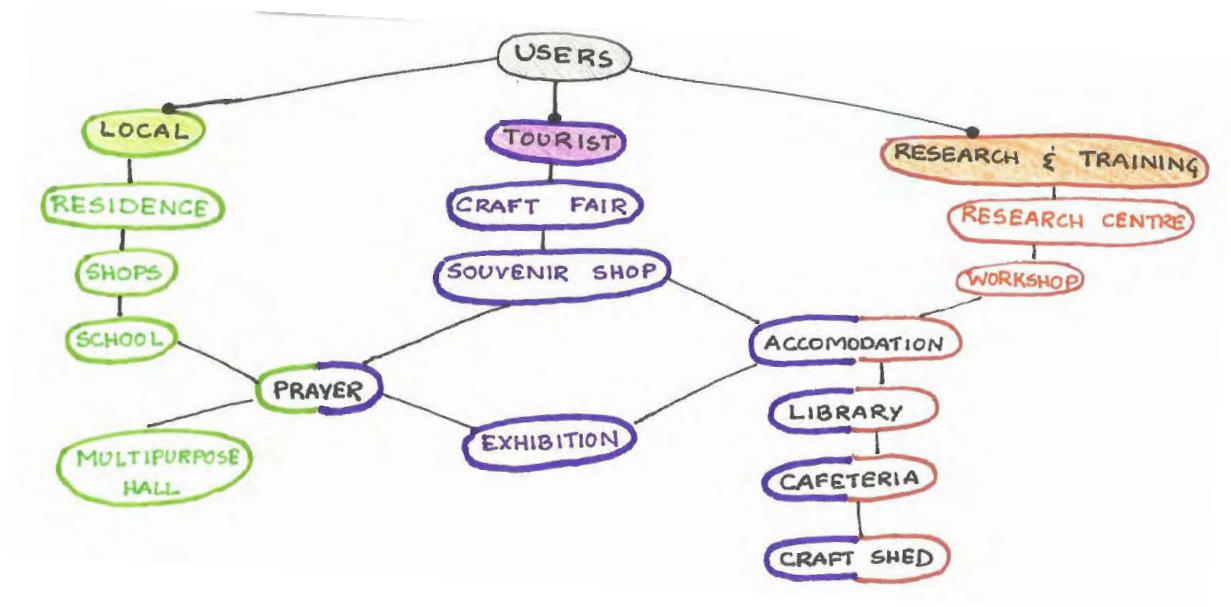 USERS
LOCAL
TOURIST
RESEARCH & TRAINING
RESIDENCE
CRAFT FAIR
RESEARCH CENTRE
SHOPS
SOUVENIR SHOP
WORKSHOP
SCHOOL
ACCOMODATION
PRAYER
LIBRARY
EXHIBITION
MULTIPURPOSE
HALL
CAFETERIA
CRAFT SHED